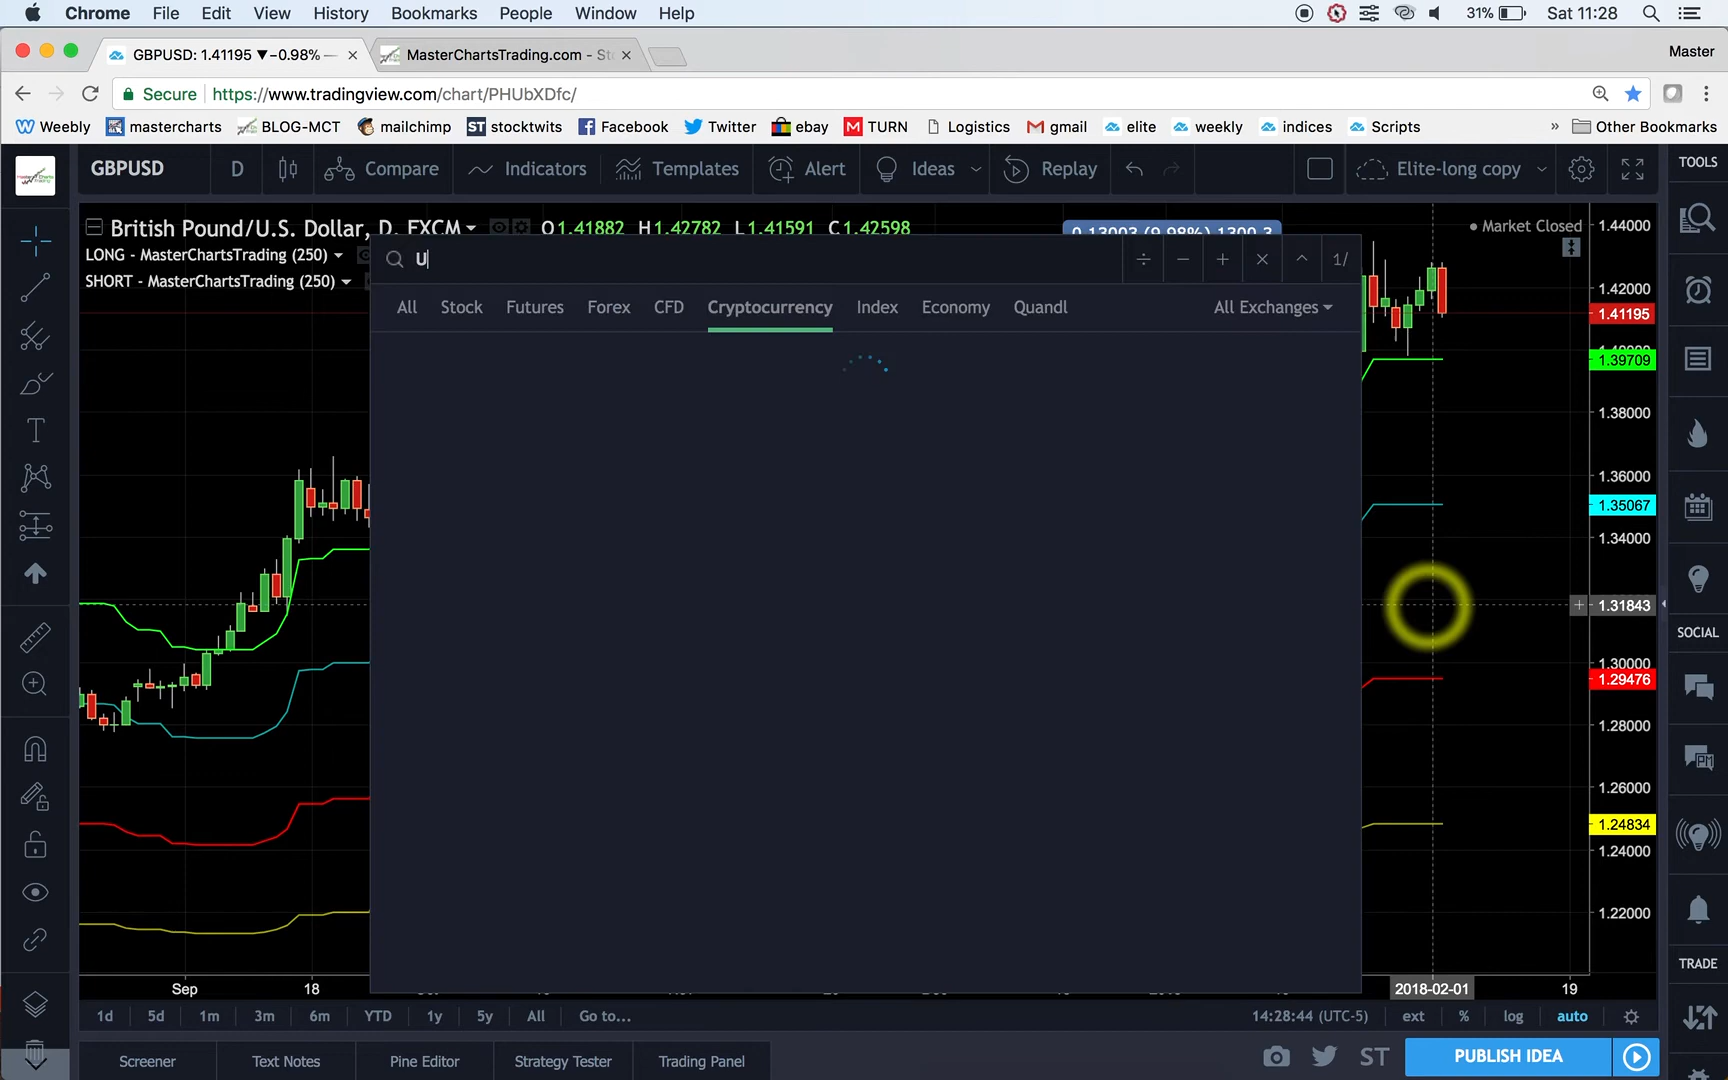 Chrome File Edit View History Bookmarks People Window Help 31% Sat 11:28
GBPUSD: 1.41195 ▼−0.98% MasterChartsTrading.com - Master
Secure https://www.tradingview.com/chart/PHUbXDfc/
Weebly mastercharts BLOG-MCT mailchimp ST stocktwits Facebook Twitter ebay M TURN Logistics gmail elite weekly indices Scripts » Other Bookmarks
GBPUSD D Compare Indicators Templates Alert Ideas Replay Elite-long copy TOOLS
British Pound/U.S. Dollar, D, FXCM O1.41882 H1.42782 L1.41591 C1.42598 0.13003 (9.98%) 1300.3 Market Closed 1.44000
LONG - MasterChartsTrading (250)
SHORT - MasterChartsTrading (250)
U ÷ − + × ^ 1/
All Stock Futures Forex CFD Cryptocurrency Index Economy Quandl All Exchanges
1.42000
1.41195
1.39709
1.38000
1.36000
1.35067
1.34000
1.31843
SOCIAL
1.30000
1.29476
1.28000
1.26000
1.24834
1.24000
1.22000
TRADE
Sep 18 2018-02-01 19
1d 5d 1m 3m 6m YTD 1y 5y All Go to... 14:28:44 (UTC-5) ext % log auto
Screener Text Notes Pine Editor Strategy Tester Trading Panel ST PUBLISH IDEA